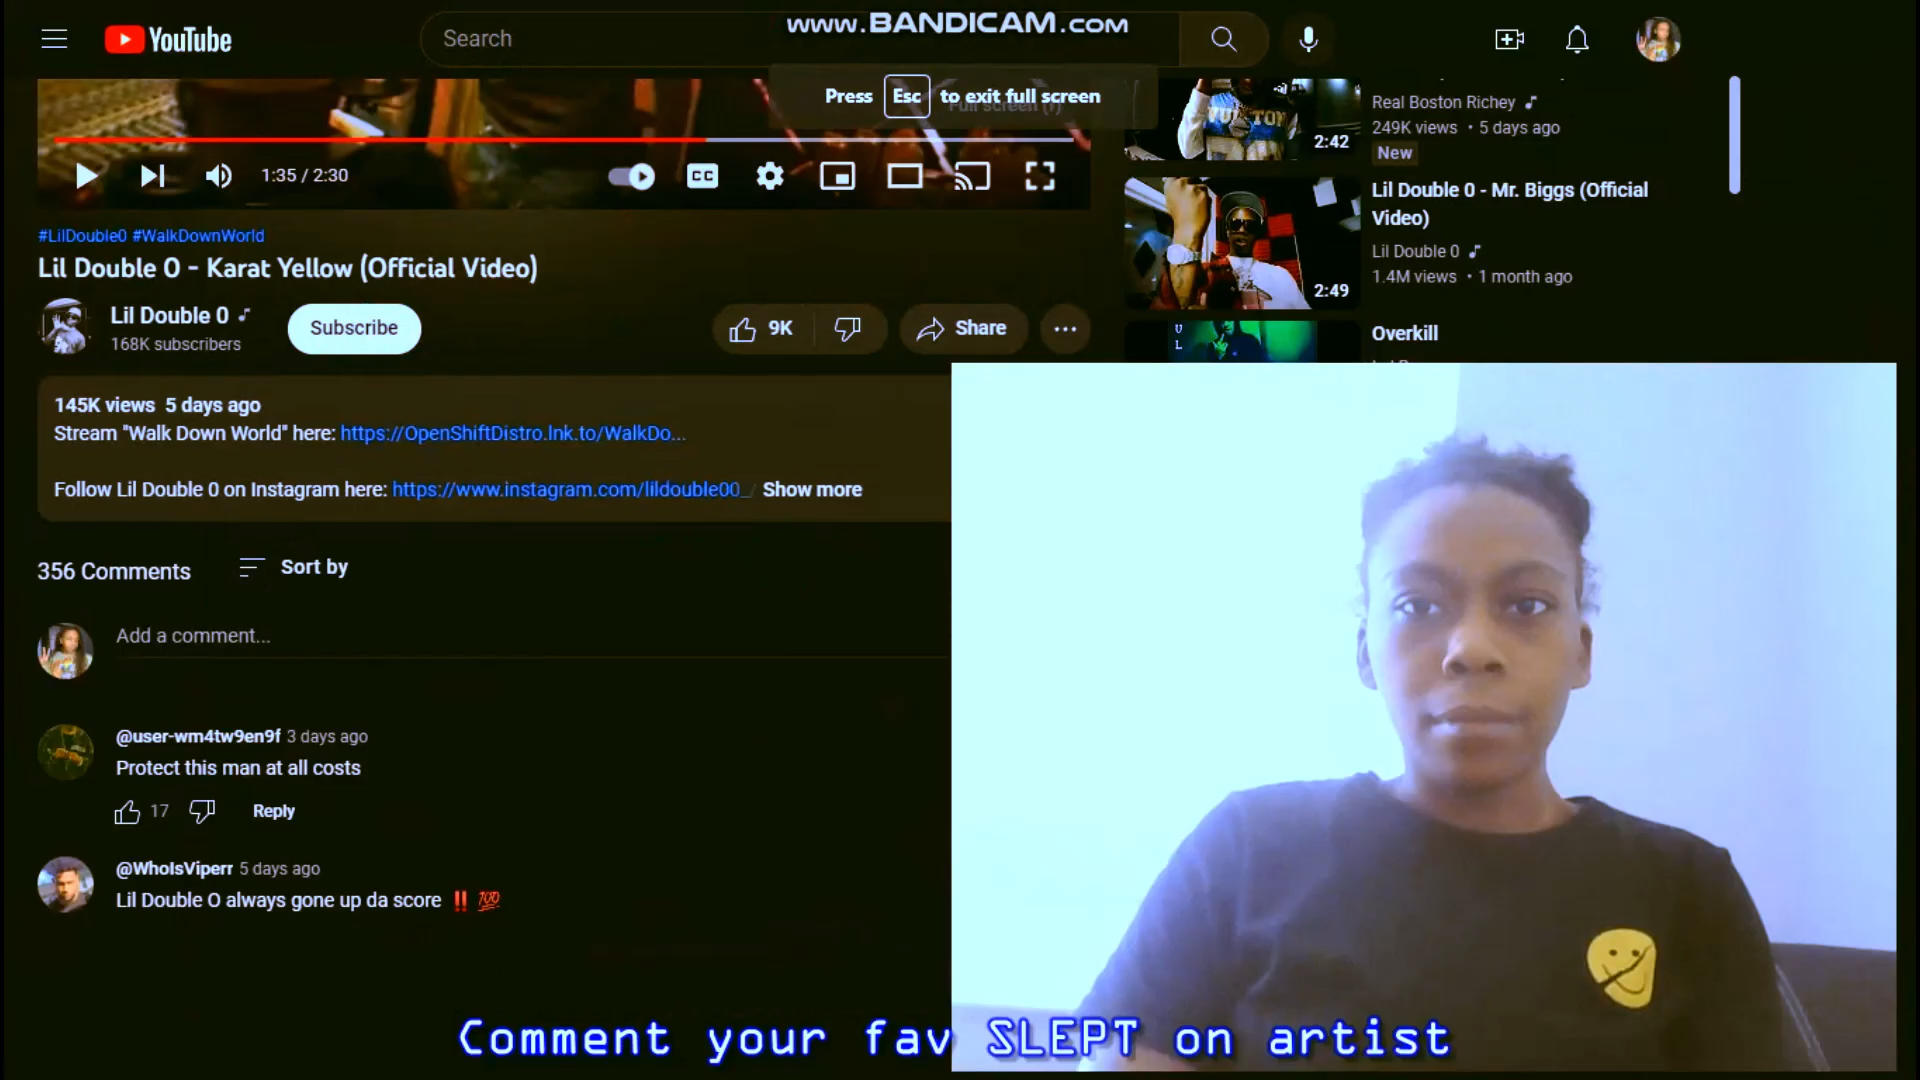 YouTube
Search
www.BANDICAM.com
Press Esc to exit full screen
1:35 / 2:30
CC
2:42
Real Boston Richey
249K views • 5 days ago
New
Lil Double 0 - Mr. Biggs (Official
Video)
Lil Double 0
1.4M views • 1 month ago
2:49
Overkill
#LilDouble0 #WalkDownWorld
Lil Double 0 - Karat Yellow (Official Video)
Lil Double 0
168K subscribers
Subscribe
9K
Share
145K views 5 days ago
Stream "Walk Down World" here: https://OpenShiftDistro.lnk.to/WalkDo...
Follow Lil Double 0 on Instagram here: https://www.instagram.com/lildouble00_/ Show more
356 Comments
Sort by
Add a comment...
@user-wm4tw9en9f 3 days ago
Protect this man at all costs
17
Reply
@WhoIsViperr 5 days ago
Lil Double O always gone up da score ‼️ 💯
Comment your fav SLEPT on artist